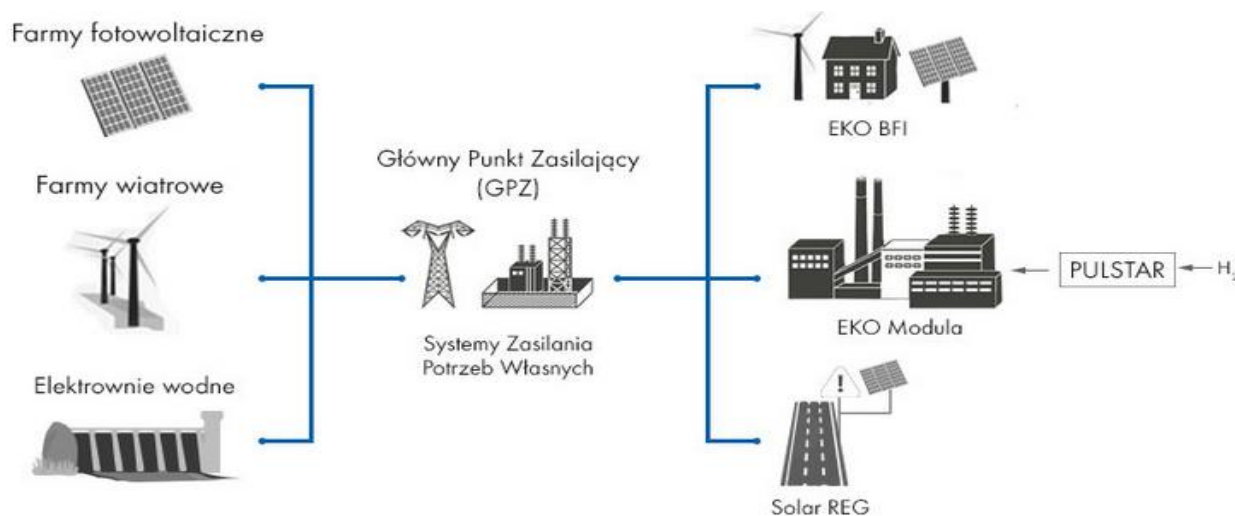 Farmy fotowoltaiczne
Farmy wiatrowe
Elektrownie wodne
Główny Punkt Zasilający
(GPZ)
Systemy Zasilania
Potrzeb Własnych
EKO BFI
EKO Modula
PULSTAR
H₂
!
Solar REG